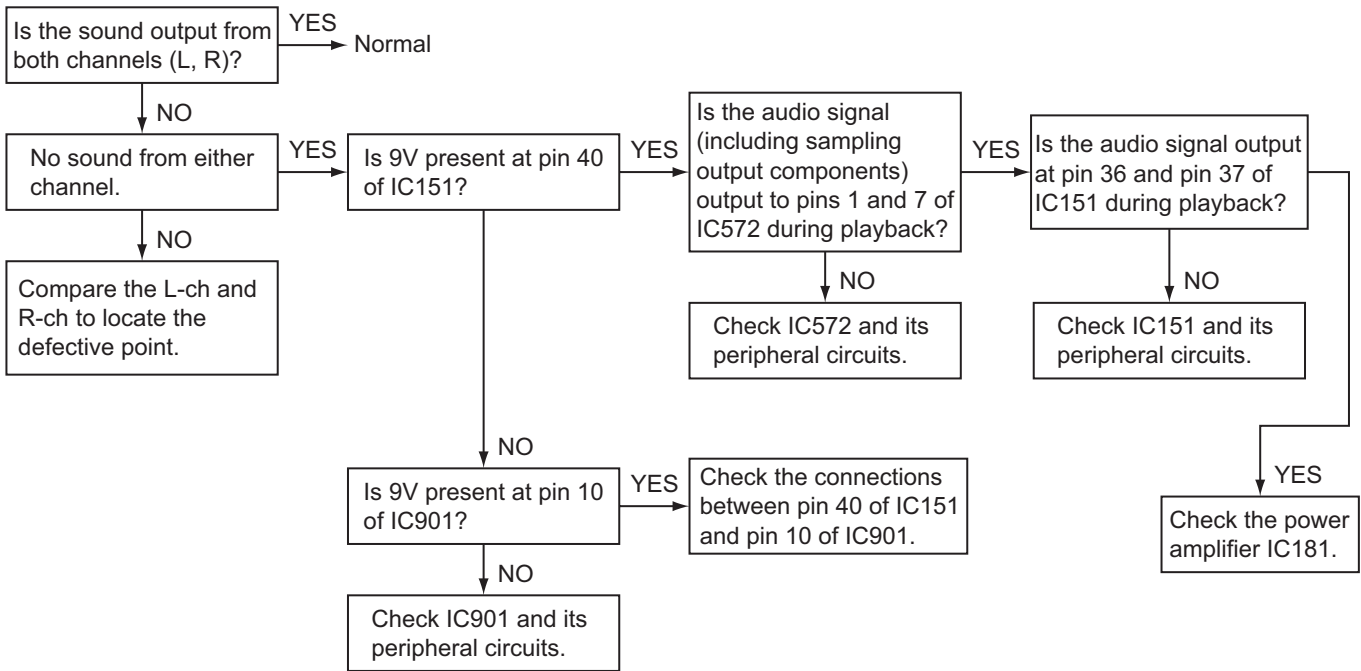 Is the sound output from
both channels (L, R)?
YES
Normal
NO
No sound from either
channel.
YES
Is 9V present at pin 40
of IC151?
YES
Is the audio signal
(including sampling
output components)
output to pins 1 and 7 of
IC572 during playback?
YES
Is the audio signal output
at pin 36 and pin 37 of
IC151 during playback?
NO
Compare the L-ch and
R-ch to locate the
defective point.
NO
Check IC572 and its
peripheral circuits.
NO
Check IC151 and its
peripheral circuits.
NO
Is 9V present at pin 10
of IC901?
YES
Check the connections
between pin 40 of IC151
and pin 10 of IC901.
YES
Check the power
amplifier IC181.
NO
Check IC901 and its
peripheral circuits.